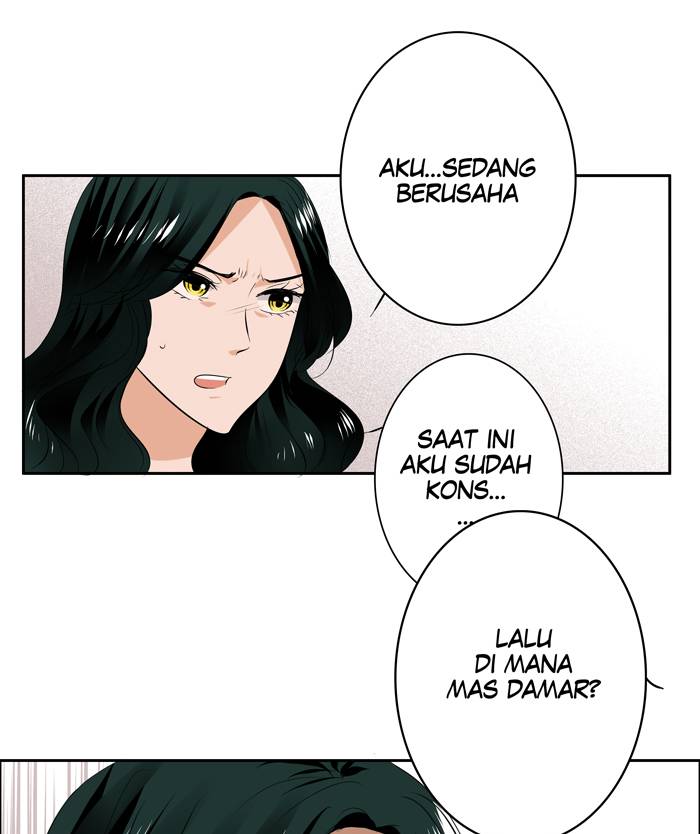 AKU...SEDANG
BERUSAHA
SAAT INI
AKU SUDAH
KONS...
...
LALU
DI MANA
MAS DAMAR?